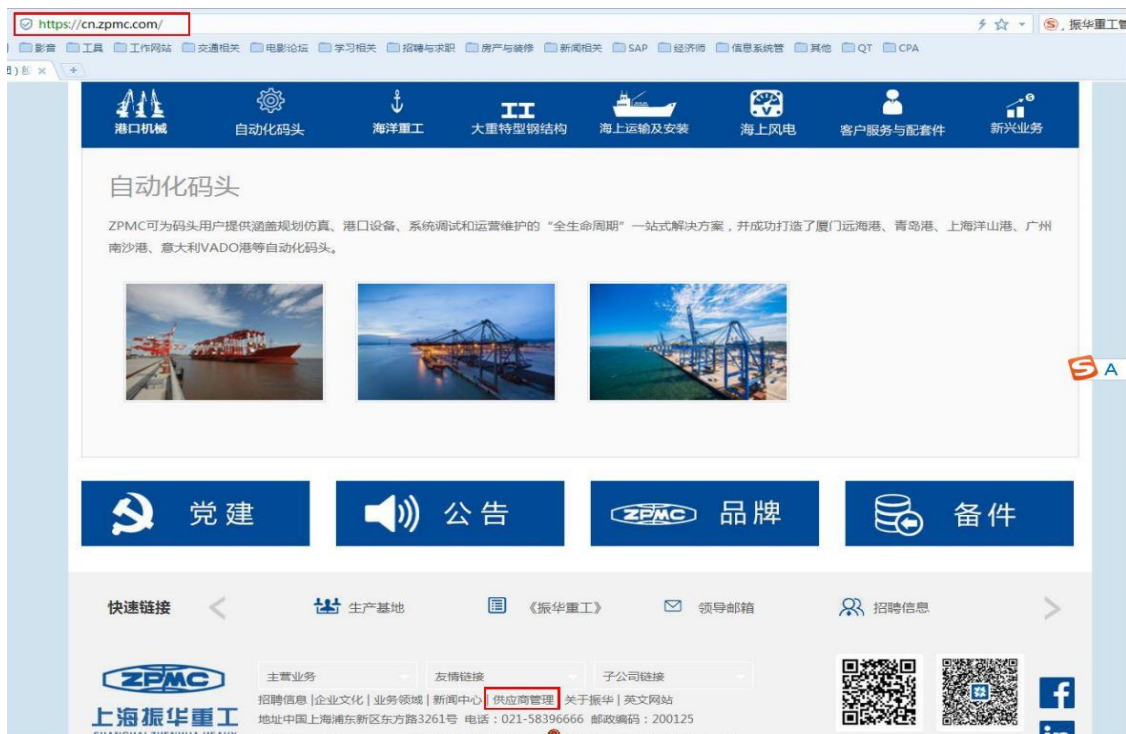 https://cn.zpmc.com/
，振华重工管
影音 工具 工作网站 交通相关 电影论坛 学习相关 招聘与求职 房产与装修 新闻相关 SAP 经济师 信息系统管 其他 QT CPA
港口机械 自动化码头 海洋重工 大重特型钢结构 海上运输及安装 海上风电 客户服务与配套件 新兴业务
自动化码头
ZPMC可为码头用户提供涵盖规划仿真、港口设备、系统调试和运营维护的“全生命周期”一站式解决方案，并成功打造了厦门远海港、青岛港、上海洋山港、广州
南沙港、意大利VADO港等自动化码头。
S A
党建 公告 ZPMC 品牌 备件
快速链接 生产基地 《振华重工》 领导邮箱 招聘信息
ZPMC 主营业务 友情链接 子公司链接
招聘信息 |企业文化 | 业务领域 | 新闻中心 | 供应商管理 | 关于振华 | 英文网站
上海振华重工 地址中国上海浦东新区东方路3261号 电话：021-58396666 邮政编码：200125
f
in